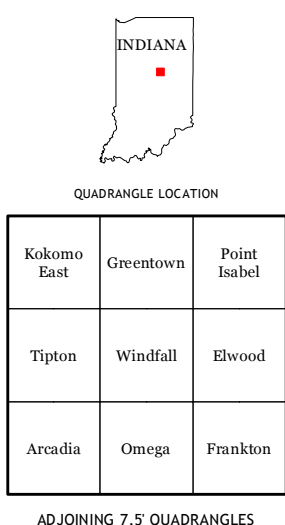 INDIANA
QUADRANGLE LOCATION
Kokomo
East
Greentown
Point
Isabel
Tipton
Windfall
Elwood
Arcadia
Omega
Frankton
ADJOINING 7.5' QUADRANGLES